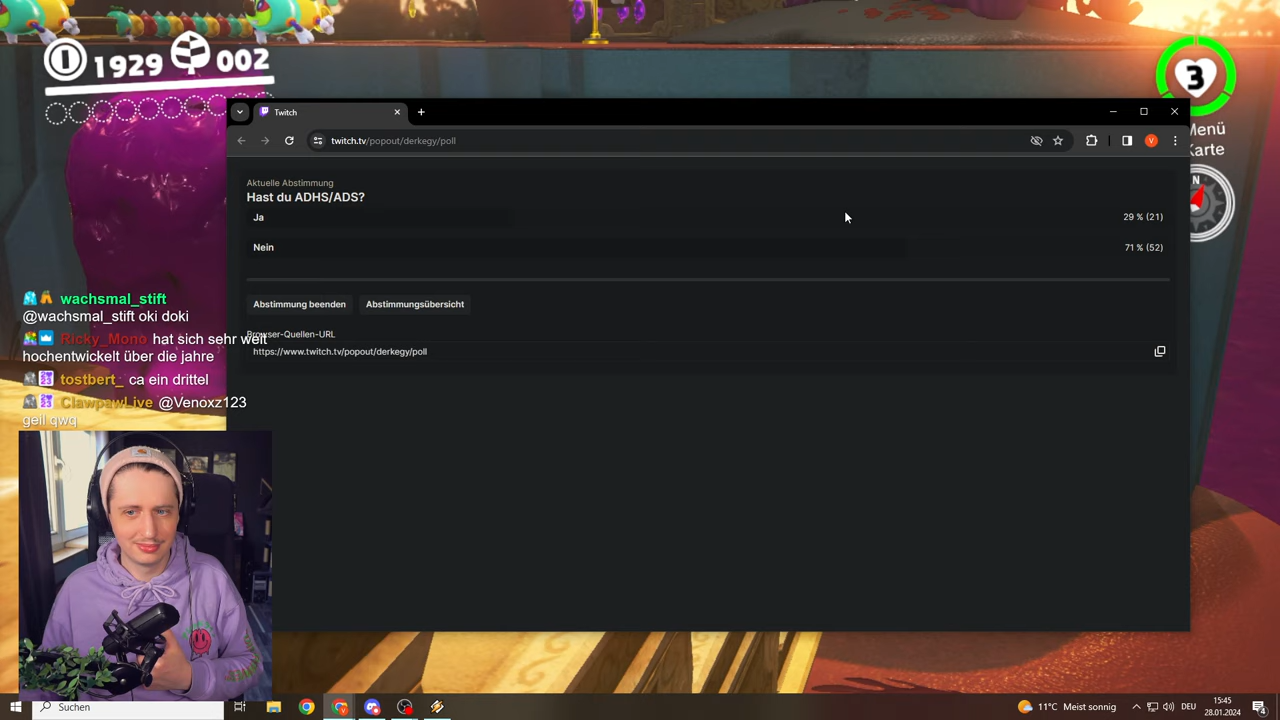 1929 002
3
Menü
Karte
N
Twitch
twitch.tv/popout/derkegy/poll
V
Aktuelle Abstimmung
Hast du ADHS/ADS?
Ja 29 % (21)
Nein 71 % (52)
Abstimmung beenden Abstimmungsübersicht
Browser-Quellen-URL
https://www.twitch.tv/popout/derkegy/poll
wachsmal_stift
@wachsmal_stift oki doki
Ricky_Mono hat sich sehr weit
hochentwickelt über die jahre
tostbert_ ca ein drittel
ClawpawLive @Venoxz123
geil qwq
Suchen
11°C Meist sonnig
DEU
15:45
28.01.2024
4